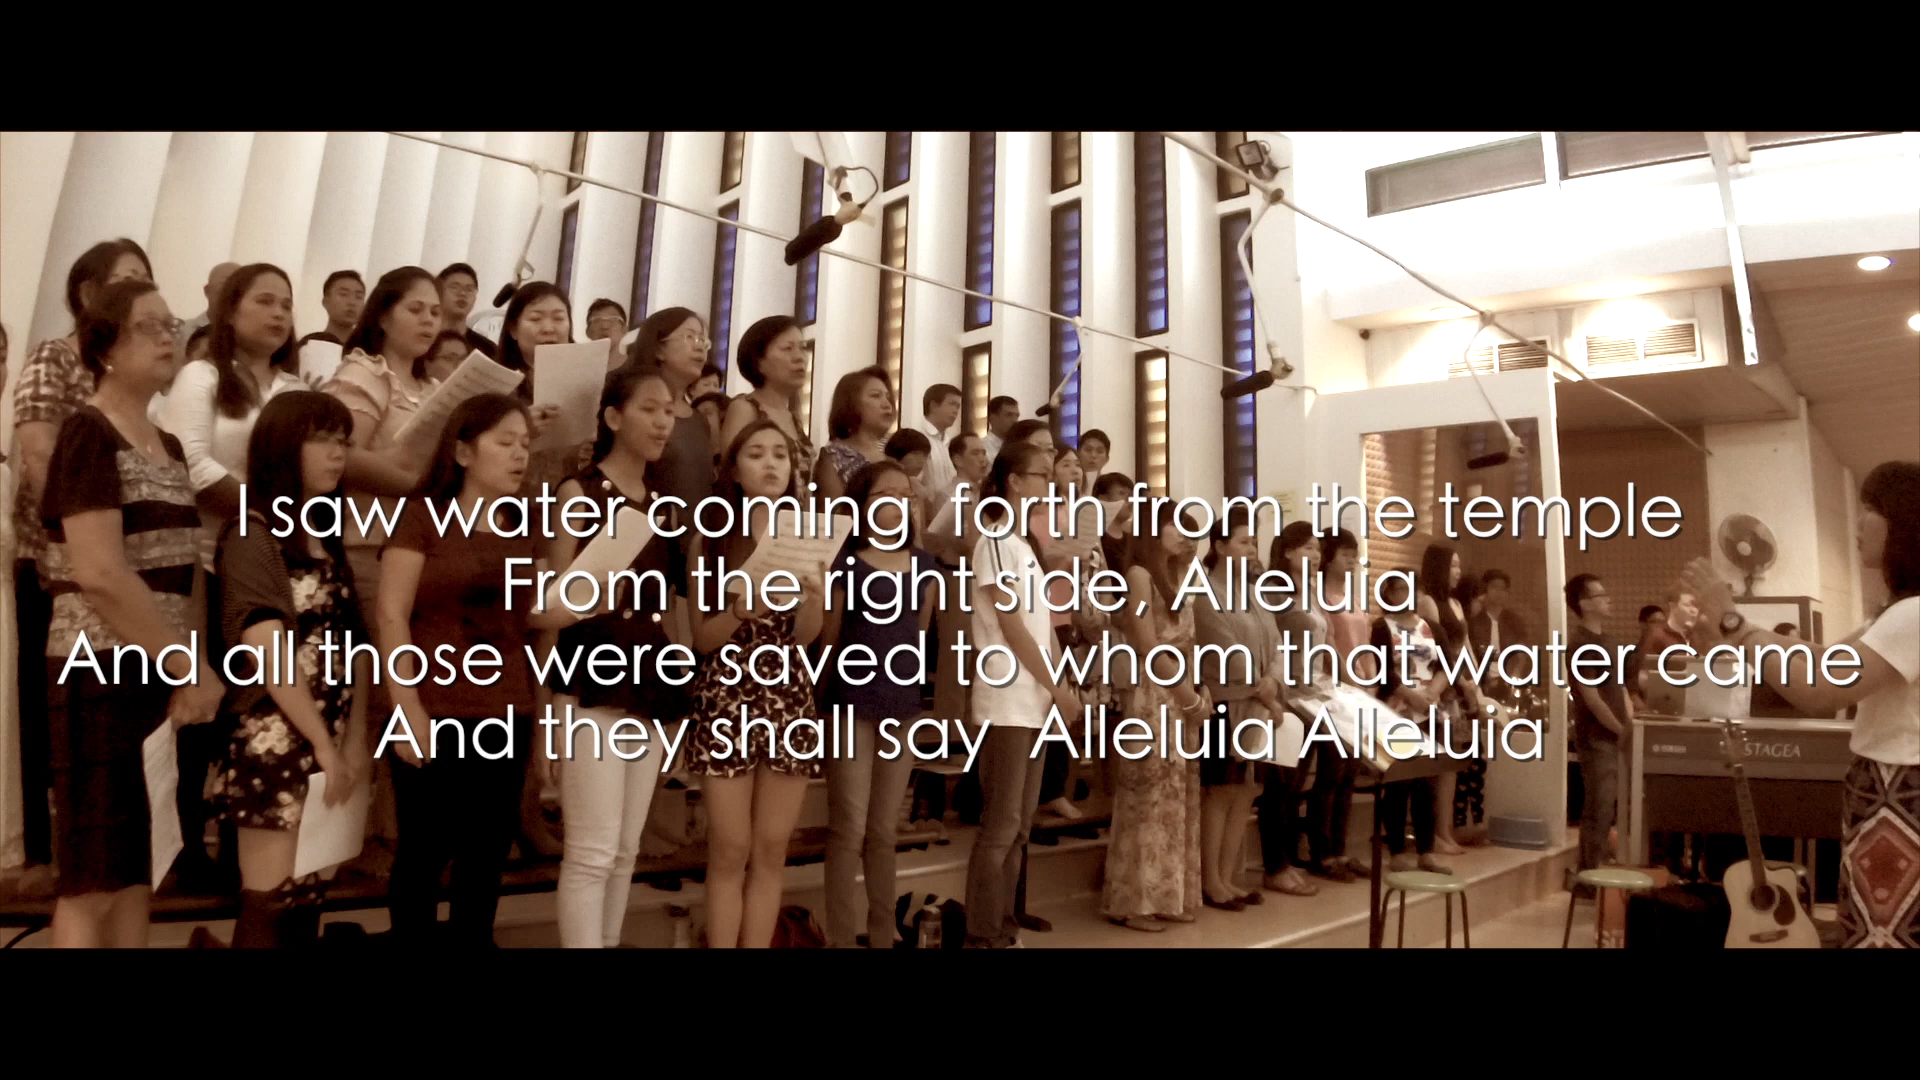 I saw water coming forth from the temple
From the right side, Alleluia
And all those were saved to whom that water came
And they shall say Alleluia Alleluia
STAGEA